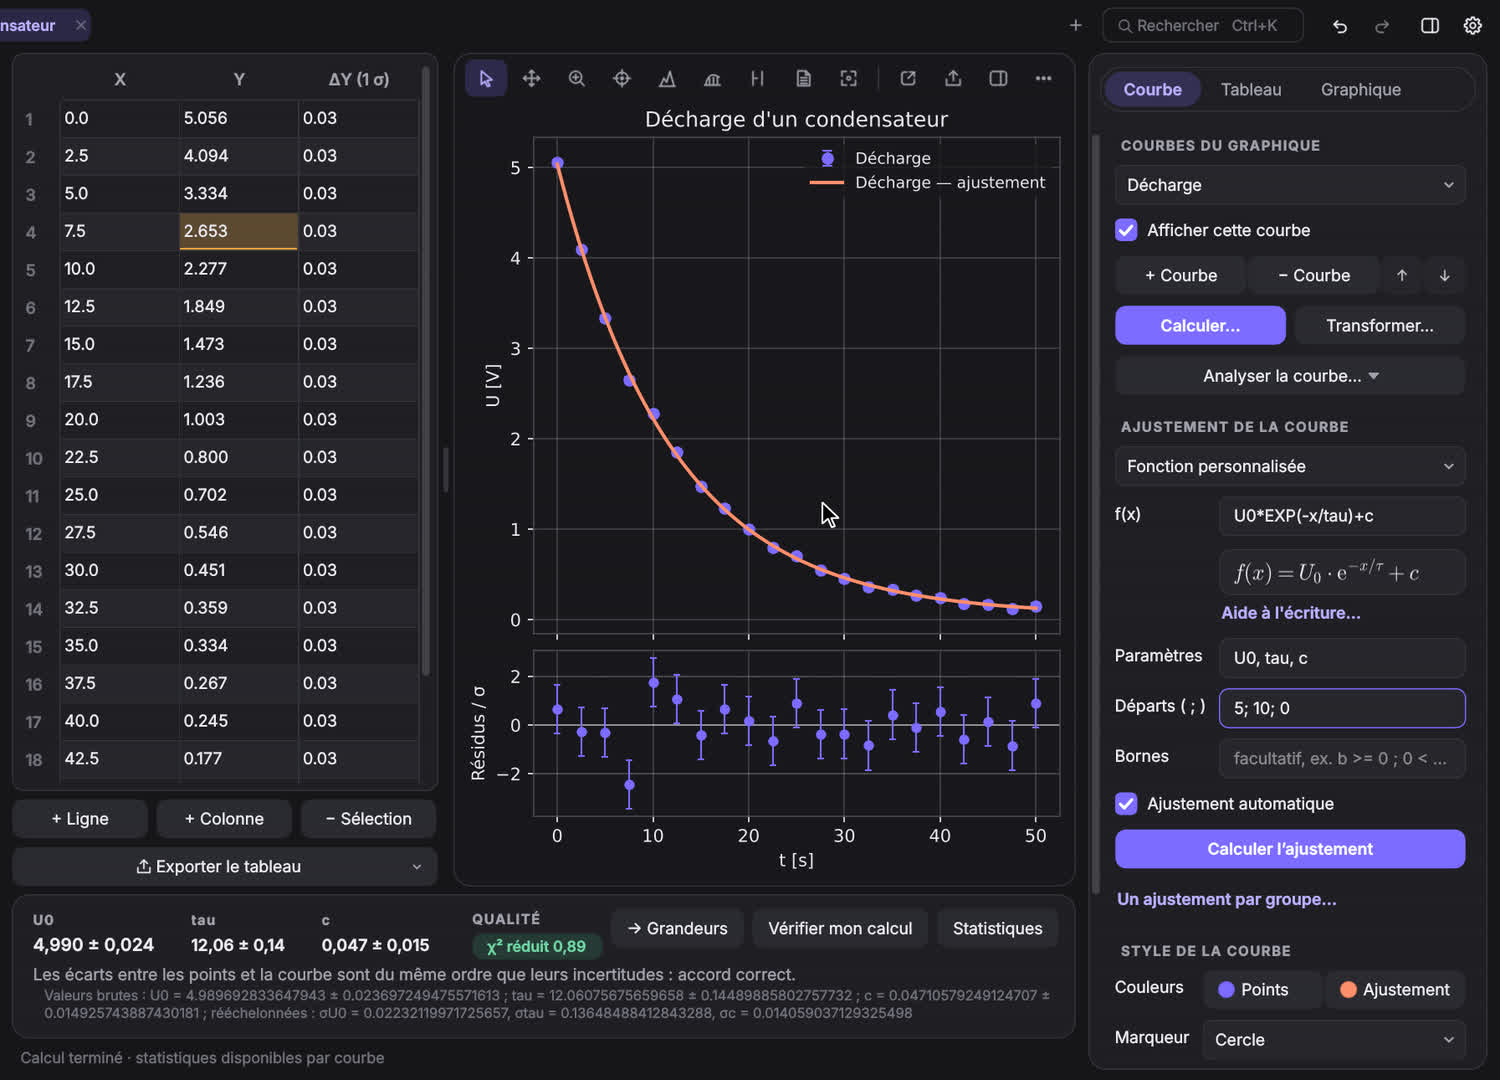 nsateur ×
+ Rechercher Ctrl+K
X Y ΔY (1 σ)
1 0.0 5.056 0.03
2 2.5 4.094 0.03
3 5.0 3.334 0.03
4 7.5 2.653 0.03
5 10.0 2.277 0.03
6 12.5 1.849 0.03
7 15.0 1.473 0.03
8 17.5 1.236 0.03
9 20.0 1.003 0.03
10 22.5 0.800 0.03
11 25.0 0.702 0.03
12 27.5 0.546 0.03
13 30.0 0.451 0.03
14 32.5 0.359 0.03
15 35.0 0.334 0.03
16 37.5 0.267 0.03
17 40.0 0.245 0.03
18 42.5 0.177 0.03
+ Ligne + Colonne − Sélection
Exporter le tableau
Décharge d'un condensateur
Décharge
Décharge — ajustement
U [V]
5
4
3
2
1
0
Résidus / σ
2
0
−2
0 10 20 30 40 50
t [s]
U0 tau c QUALITÉ
4,990 ± 0,024 12,06 ± 0,14 0,047 ± 0,015 χ² réduit 0,89
→ Grandeurs Vérifier mon calcul Statistiques
Les écarts entre les points et la courbe sont du même ordre que leurs incertitudes : accord correct.
Valeurs brutes : U0 = 4.989692833647943 ± 0.023697249475571613 ; tau = 12.06075675659658 ± 0.14489885802757732 ; c = 0.04710579249124707 ±
0.014925743887430181 ; rééchelonnées : σU0 = 0.02232119971725657, σtau = 0.13648488412843288, σc = 0.014059037129325498
Calcul terminé · statistiques disponibles par courbe
Courbe Tableau Graphique
COURBES DU GRAPHIQUE
Décharge
Afficher cette courbe
+ Courbe − Courbe ↑ ↓
Calculer... Transformer...
Analyser la courbe...
AJUSTEMENT DE LA COURBE
Fonction personnalisée
f(x) U0*EXP(-x/tau)+c
f(x) = U₀ · e^(−x/τ) + c
Aide à l'écriture...
Paramètres U0, tau, c
Départs ( ; ) 5; 10; 0
Bornes facultatif, ex. b >= 0 ; 0 < ...
Ajustement automatique
Calculer l’ajustement
Un ajustement par groupe...
STYLE DE LA COURBE
Couleurs Points Ajustement
Marqueur Cercle